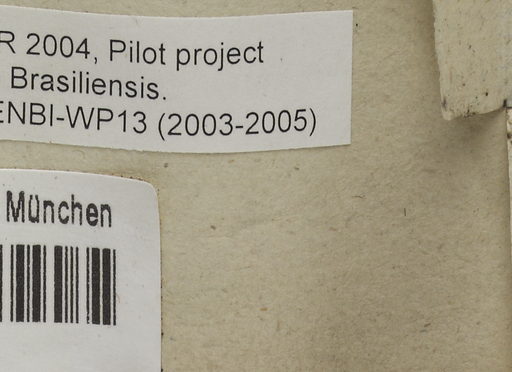 R 2004, Pilot project
Brasiliensis.
ENBI-WP13 (2003-2005)
München